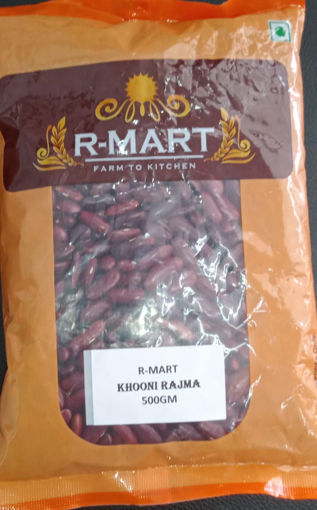 R-MART
FARM TO KITCHEN
R-MART
KHOONI RAJMA
500GM